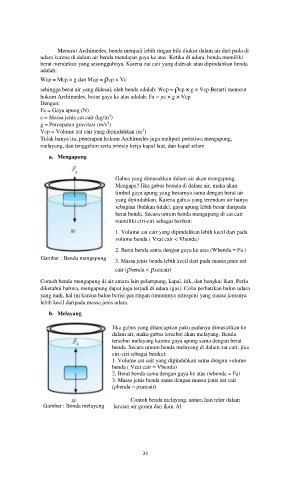 Menurut Archimedes, benda menjadi lebih ringan bila diukur dalam air dari pada di
udara karena di dalam air benda mendapat gaya ke atas. Ketika di udara, benda memiliki
berat mendekati yang sesungguhnya. Karena zat cair yang didesak atau dipindahkan benda
adalah:
Wcp = Mcp × g dan Mcp = ρcp × Vc
sehingga berat air yang didesak oleh benda adalah: Wcp = ρcp × g × Vcp Berarti menurut
hukum Archimedes, besar gaya ke atas adalah: Fa = ρc × g × Vcp
Dengan:
Fa = Gaya apung (N)
c = Massa jenis zat cair (kg/m³)
g = Percepatan gravitasi (m/s²)
Vcp = Volume zat cair yang dipindahkan (m³)
Tidak hanya itu, penerapan hukum Archimedes juga meliputi peristiwa mengapung,
melayang, dan tenggelam serta prinsip kerja kapal laut, dan kapal selam
a. Mengapung
Fa
w
Gambar : Benda mengapung
Gabus yang dimasukkan dalam air akan mengapung.
Mengapa? Jika gabus berada di dalam air, maka akan
timbul gaya apung yang besarnya sama dengan berat air
yang dipindahkan. Karena gabus yang terendam air hanya
sebagian (bahkan tidak), gaya apung lebih besar daripada
berat benda. Secara umum benda mengapung di zat cair
memiliki ciri-ciri sebagai berikut:
1. Volume zat cair yang dipindahkan lebih kecil dari pada
volume benda ( Vzat cair < Vbenda)
2. Berat benda sama dengan gaya ke atas (Wbenda = Fa )
3. Massa jenis benda lebih kecil dari pada massa jenis zat
cair (ρbenda < ρzatcair)
Contoh benda mengapung di air antara lain pelampung, kapal, itik, dan bangkai ikan. Perlu
diketahui bahwa, mengapung dapat juga terjadi di udara (gas). Coba perhatikan balon udara
yang naik, hal ini karena balon berisi gas ringan (umumnya nitrogen) yang massa jenisnya
lebih kecil daripada massa jenis udara.
b. Melayang
Fa
w
Gambar : Benda melayang
Jika gabus yang ditancapkan paku padanya dimasukkan ke
dalam air, maka gabus tersebut akan melayang. Benda
tersebut melayang karena gaya apung sama dengan berat
benda. Secara umum benda melayang di dalam zat cair, jika
ciri-ciri sebagai berikut:
1. Volume zat cair yang dipindahkan sama dengan volume
benda ( Vzat cair = Vbenda)
2. Berat benda sama dengan gaya ke atas (wbenda = Fa)
3. Massa jenis benda sama dengan massa jenis zat cair
(ρbenda = ρzatcair)
Contoh benda melayang, antara lain telur dalam
larutan air garam dan ikan.